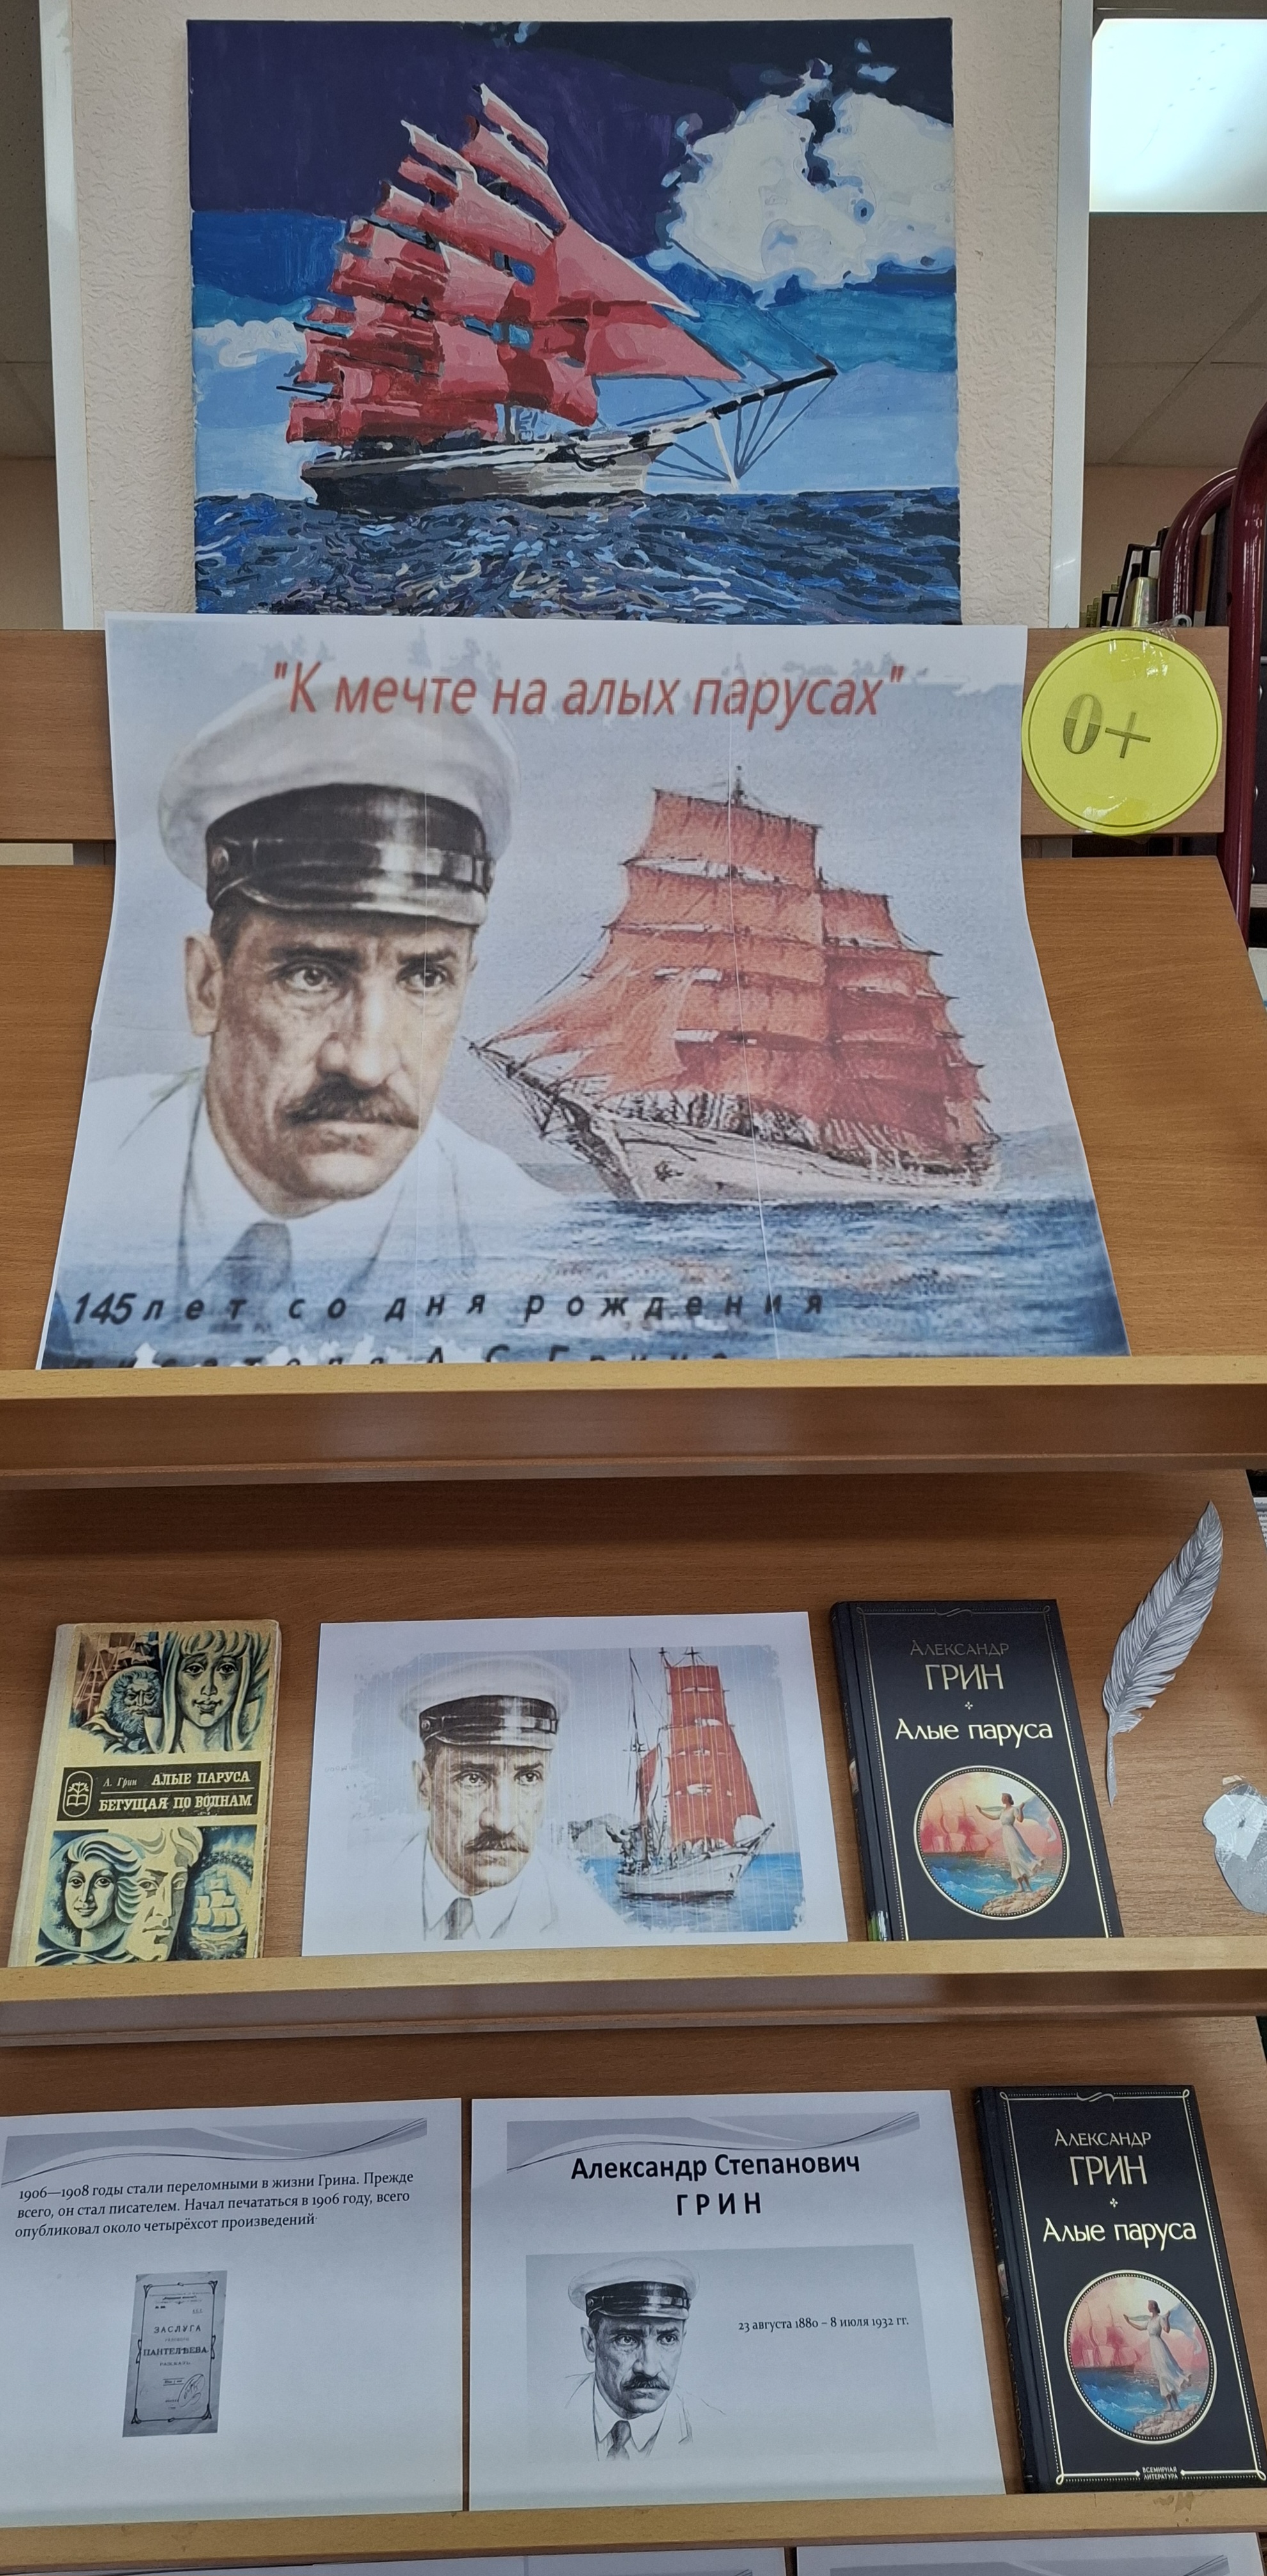 "К мечте на алых парусах"
0+
145 лет со дня рождения
писателя А.С.Грина
А. Грин АЛЫЕ ПАРУСА
БЕГУЩАЯ ПО ВОЛНАМ
АЛЕКСАНДР
ГРИН
Алые паруса
1906—1908 годы стали переломными в жизни Грина. Прежде
всего, он стал писателем. Начал печататься в 1906 году, всего
опубликовал около четырёхсот произведений
ЗАСЛУГА
ПАНТЕЛѢЕВА.
Александр Степанович
ГРИН
23 августа 1880 – 8 июля 1932 гг.
АЛЕКСАНДР
ГРИН
Алые паруса
ВСЕМИРНАЯ
ЛИТЕРАТУРА